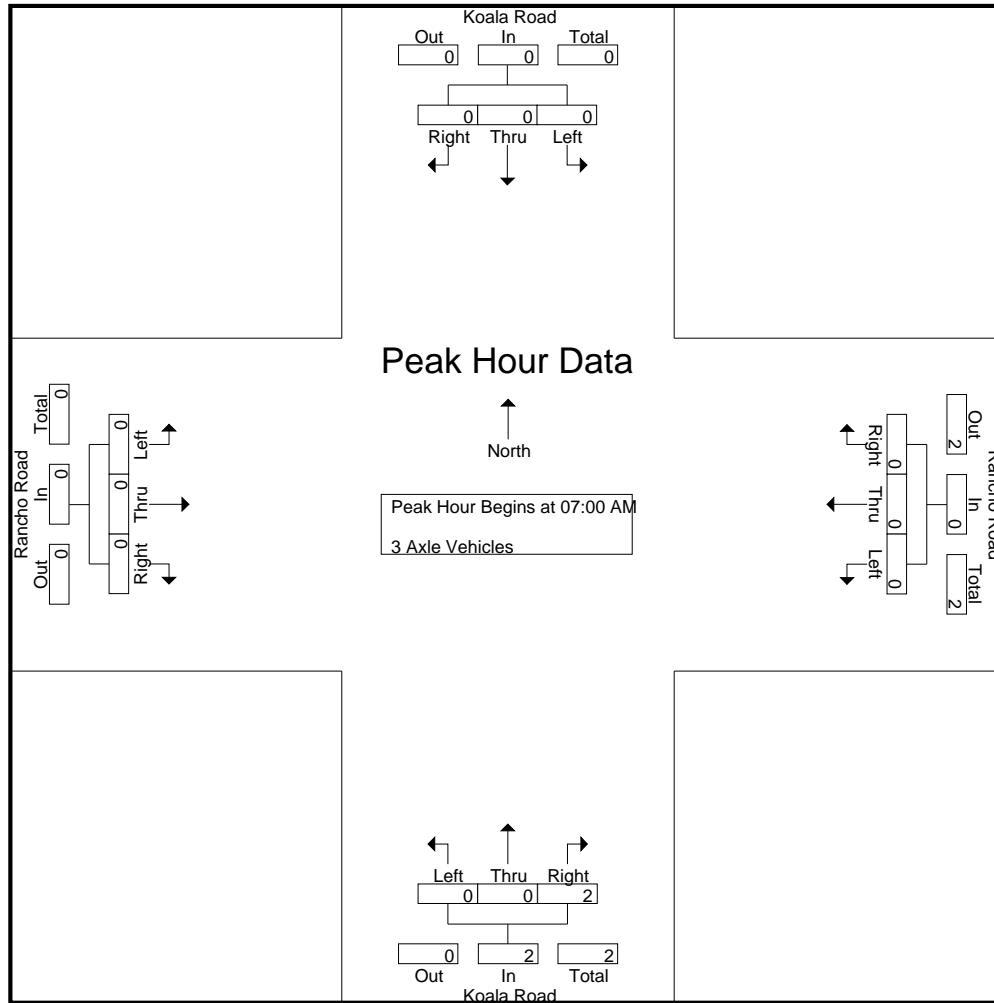 Koala Road
Out In Total
0 0 0
0 0 0
Right Thru Left
Peak Hour Data
North
Peak Hour Begins at 07:00 AM
3 Axle Vehicles
Rancho Road
Total In Out
0 0 0
0 0 0
Left Thru Right
Rancho Road
Out In Total
2 0 2
0 0 0
Right Thru Left
Left Thru Right
0 0 2
0 2 2
Out In Total
Koala Road